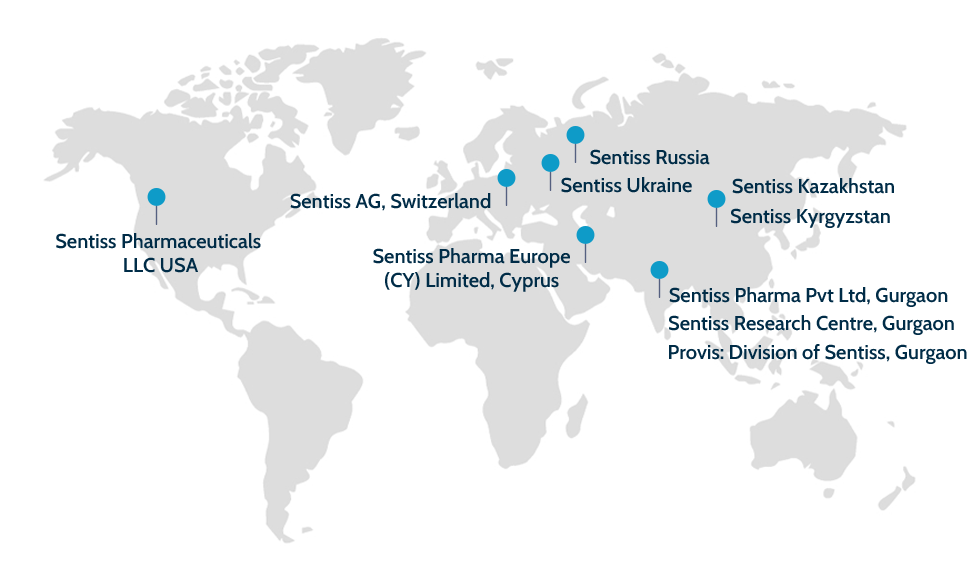 Sentiss Russia
Sentiss Ukraine
Sentiss Kazakhstan
Sentiss AG, Switzerland
Sentiss Kyrgyzstan
Sentiss Pharmaceuticals
LLC USA
Sentiss Pharma Europe
(CY) Limited, Cyprus
Sentiss Pharma Pvt Ltd, Gurgaon
Sentiss Research Centre, Gurgaon
Provis: Division of Sentiss, Gurgaon